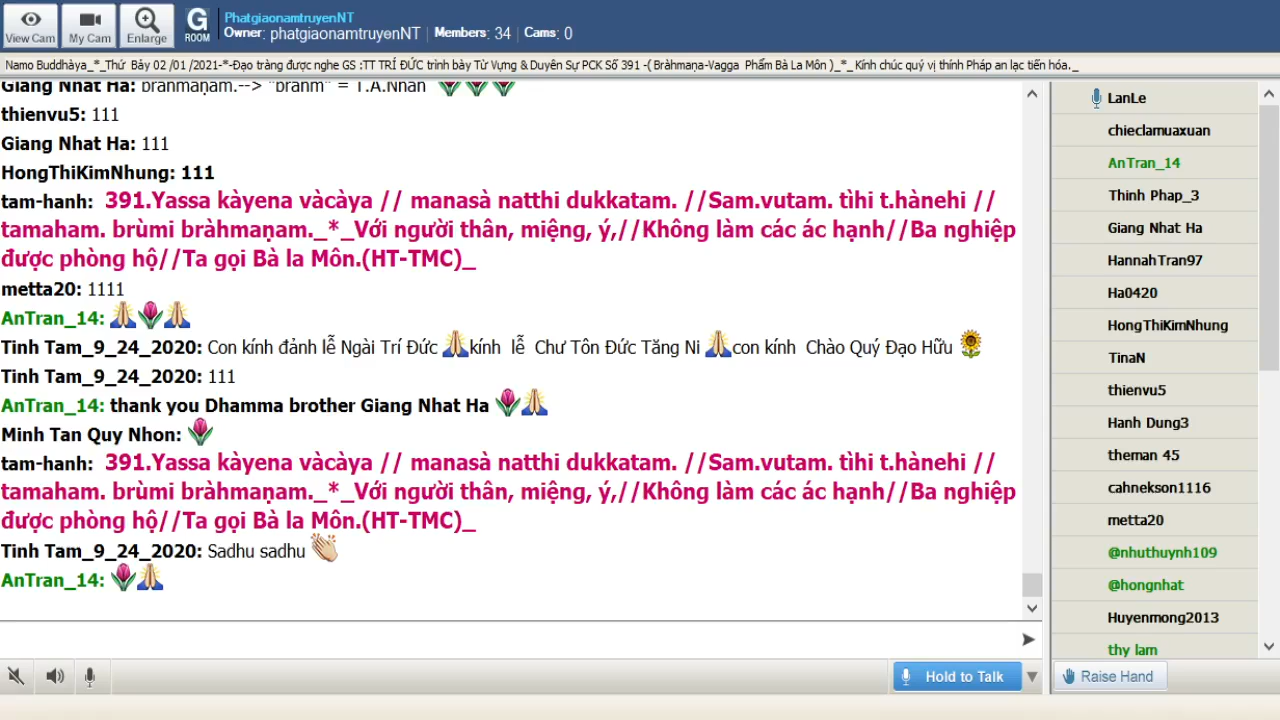 View Cam
My Cam
Enlarge
G
ROOM
PhatgiaonamtruyenNT
Owner: phatgiaonamtruyenNT | Members: 34 | Cams: 0
Namo Buddhàya_*_Thứ Bảy 02 /01 /2021-*-Đạo tràng được nghe GS :TT TRÍ ĐỨC trình bày Từ Vựng & Duyên Sự PCK Số 391 -( Bràhmaṇa-Vagga Phẩm Bà La Môn )_*_ Kính chúc quý vị thính Pháp an lạc tiến hóa._
Giang Nhat Ha: bràhmaṇam.--> "bramh" = T.A.Nhân
thienvu5: 111
Giang Nhat Ha: 111
HongThiKimNhung: 111
tam-hanh: 391.Yassa kàyena vàcàya // manasà natthi dukkatam. //Sam.vutam. tìhi t.hànehi //
tamaham. brùmi bràhmaṇam._*_Với người thân, miệng, ý,//Không làm các ác hạnh//Ba nghiệp
được phòng hộ//Ta gọi Bà la Môn.(HT-TMC)_
metta20: 1111
AnTran_14:
Tinh Tam_9_24_2020: Con kính đảnh lễ Ngài Trí Đức kính lễ Chư Tôn Đức Tăng Ni con kính Chào Quý Đạo Hữu
Tinh Tam_9_24_2020: 111
AnTran_14: thank you Dhamma brother Giang Nhat Ha
Minh Tan Quy Nhon:
tam-hanh: 391.Yassa kàyena vàcàya // manasà natthi dukkatam. //Sam.vutam. tìhi t.hànehi //
tamaham. brùmi bràhmaṇam._*_Với người thân, miệng, ý,//Không làm các ác hạnh//Ba nghiệp
được phòng hộ//Ta gọi Bà la Môn.(HT-TMC)_
Tinh Tam_9_24_2020: Sadhu sadhu
AnTran_14:
Hold to Talk
LanLe
chieclamuaxuan
AnTran_14
Thinh Phap_3
Giang Nhat Ha
HannahTran97
Ha0420
HongThiKimNhung
TinaN
thienvu5
Hanh Dung3
theman 45
cahnekson1116
metta20
@nhuthuynh109
@hongnhat
Huyenmong2013
thy lam
Raise Hand